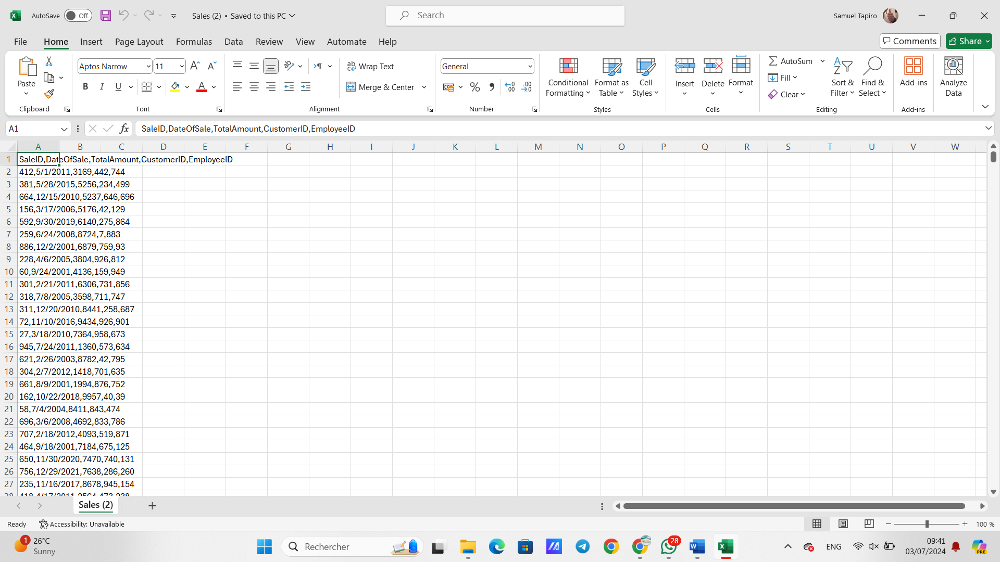 AutoSave Off Sales (2) • Saved to this PC Search Samuel Tapiro
File Home Insert Page Layout Formulas Data Review View Automate Help Comments Share
Paste
Clipboard
Aptos Narrow 11
B I U
Font
Wrap Text
Merge & Center
Alignment
General
Number
Conditional Formatting
Format as Table
Cell Styles
Styles
Insert Delete Format
Cells
AutoSum
Fill
Clear
Sort & Filter
Find & Select
Editing
Add-ins
Add-ins
Analyze Data
A1 fx SaleID,DateOfSale,TotalAmount,CustomerID,EmployeeID
A B C D E F G H I J K L M N O P Q R S T U V W
1 SaleID,DateOfSale,TotalAmount,CustomerID,EmployeeID
2 412,5/1/2011,3169,442,744
3 381,5/28/2015,5256,234,499
4 664,12/15/2010,5237,646,696
5 156,3/17/2006,5176,42,129
6 592,9/30/2019,6140,275,864
7 259,6/24/2008,8724,7,883
8 886,12/2/2001,6879,759,93
9 228,4/6/2005,3804,926,812
10 60,9/24/2001,4136,159,949
11 301,2/21/2011,6306,731,856
12 318,7/8/2005,3598,711,747
13 311,12/20/2010,8441,258,687
14 72,11/10/2016,9434,926,901
15 27,3/18/2010,7364,958,673
16 945,7/24/2011,1360,573,634
17 621,2/26/2003,8782,42,795
18 304,2/7/2012,1418,701,635
19 661,8/9/2001,1994,876,752
20 162,10/22/2018,9957,40,39
21 58,7/4/2004,8411,843,474
22 696,3/6/2008,4692,833,786
23 707,2/18/2012,4093,519,871
24 464,9/18/2001,7184,675,125
25 650,11/30/2020,7470,740,131
26 756,12/29/2021,7638,286,260
27 235,11/16/2017,8678,945,154
Sales (2)
Ready Accessibility: Unavailable 100 %
1 26°C
Sunny
Rechercher
28
ENG
09:41
03/07/2024
PRE